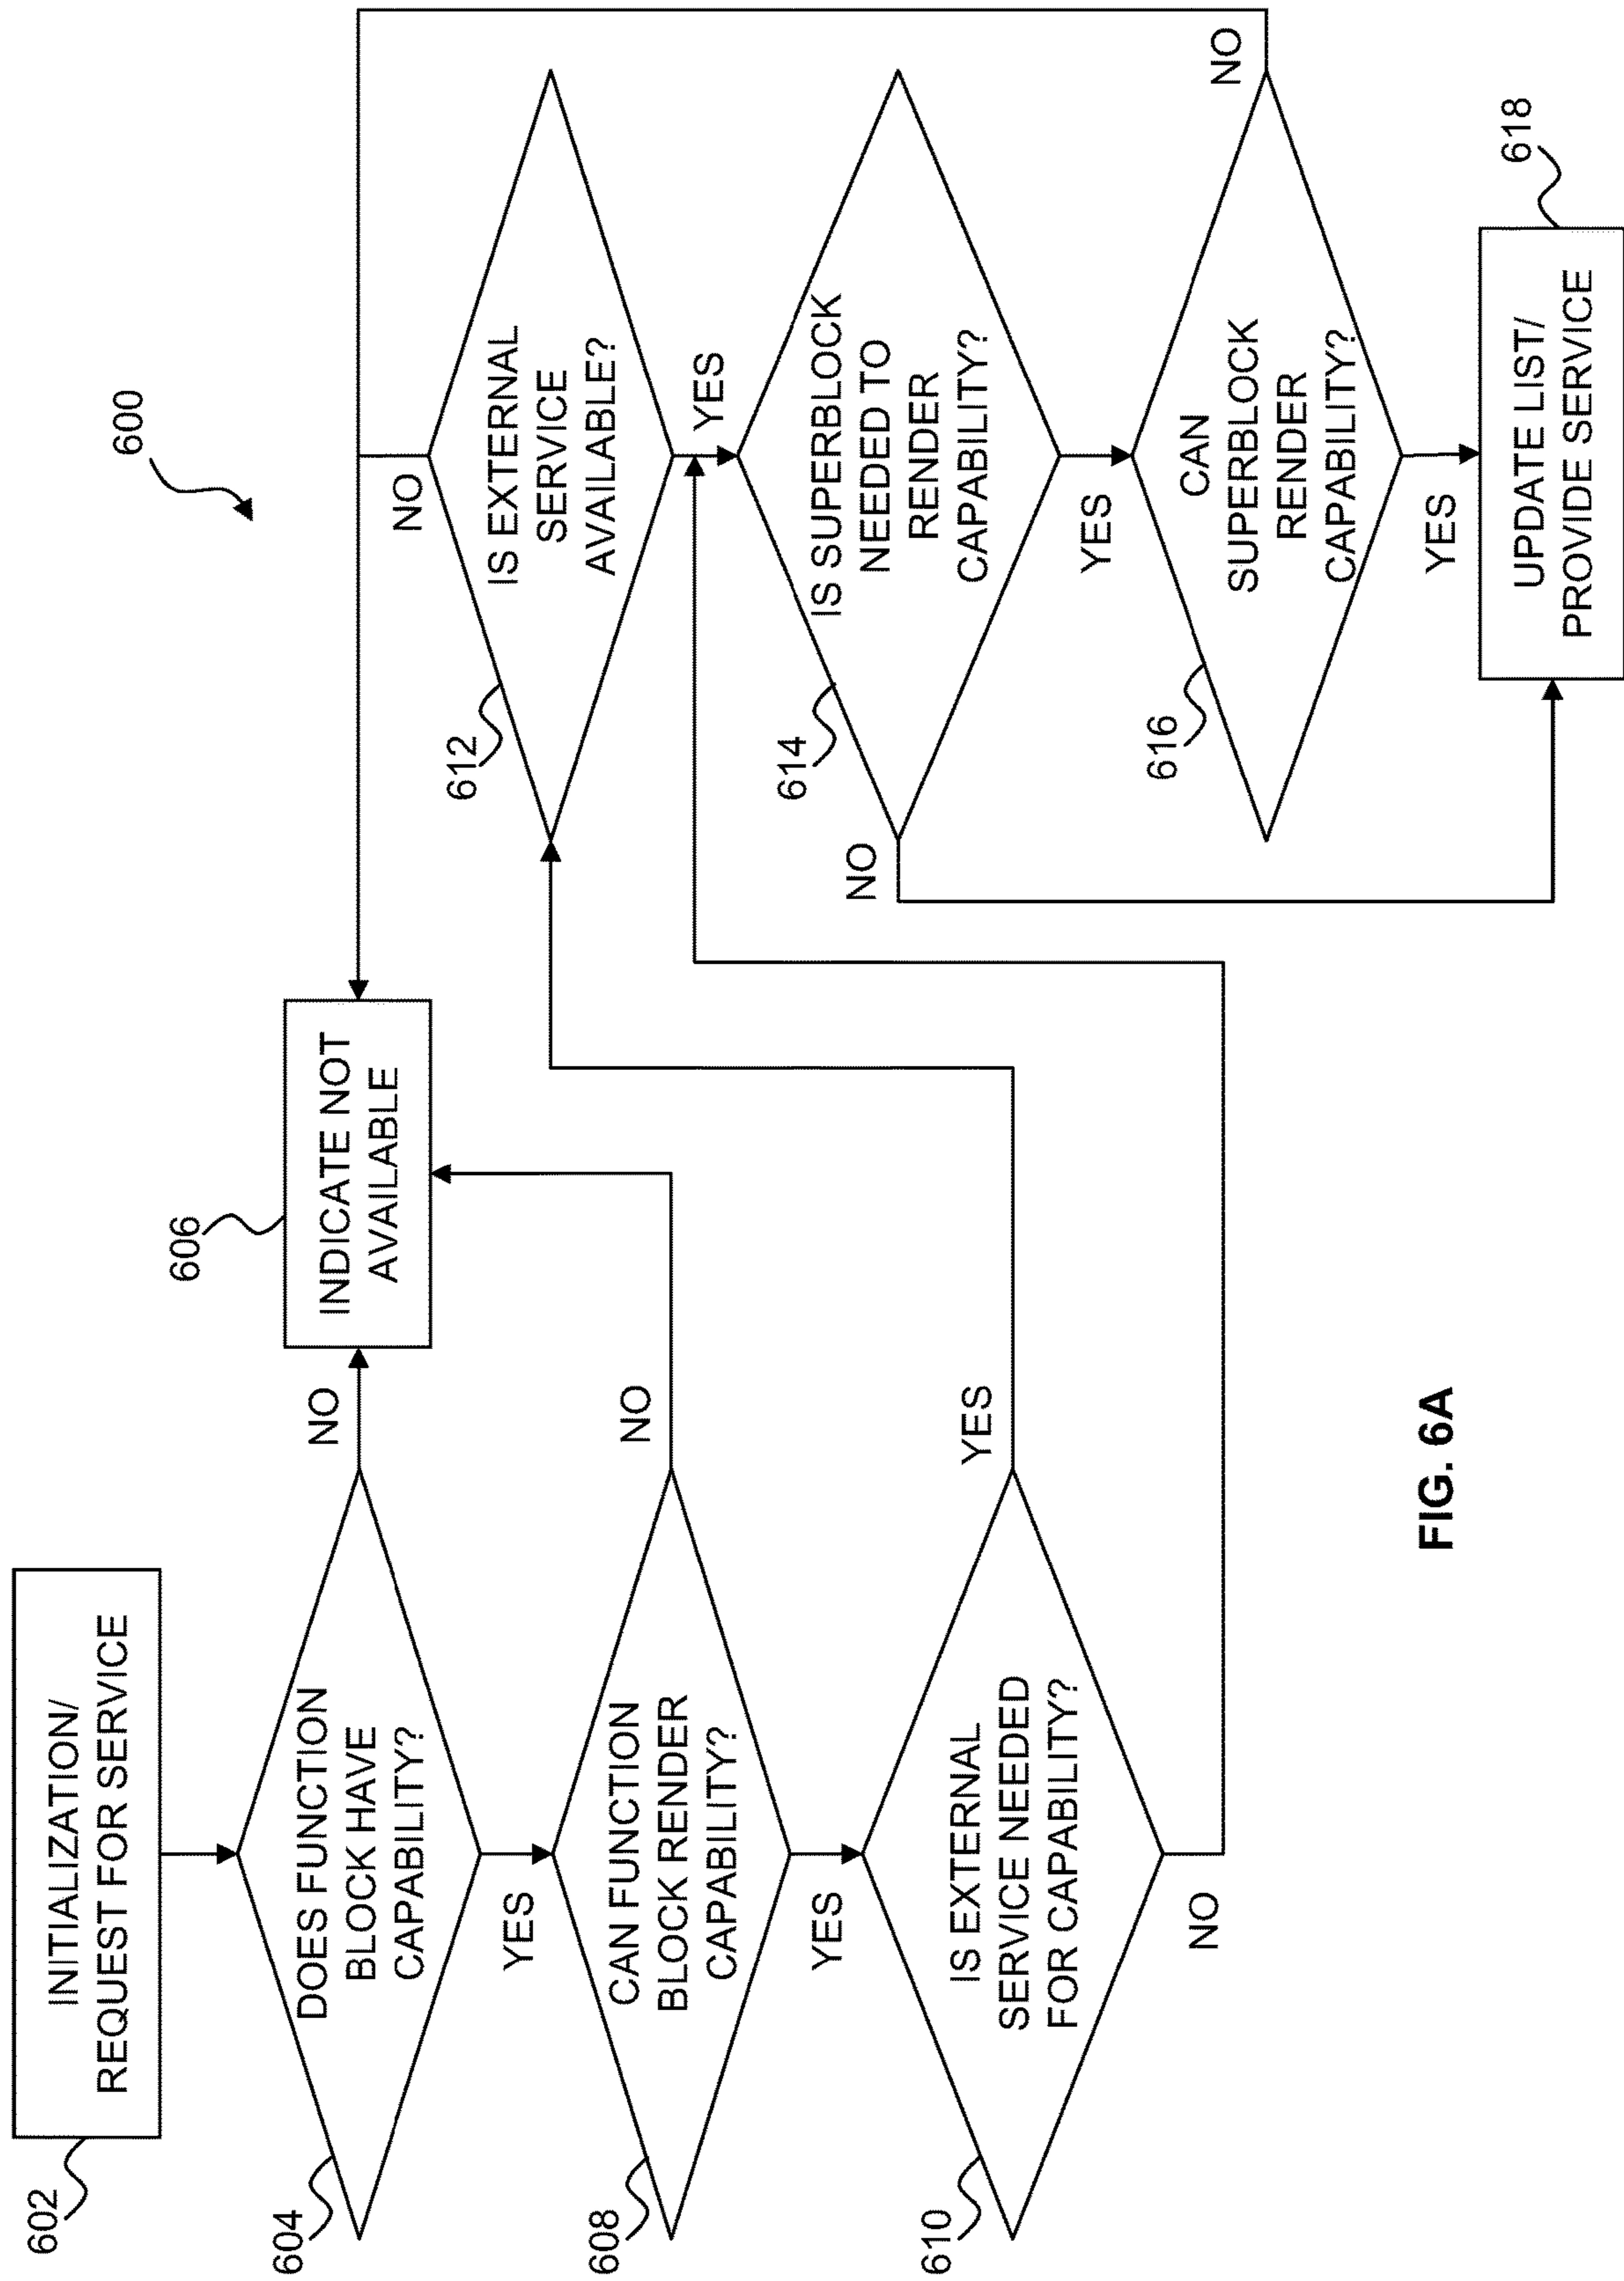 600
602
INITIALIZATION/
REQUEST FOR SERVICE
604
DOES FUNCTION
BLOCK HAVE
CAPABILITY?
NO
YES
606
INDICATE NOT
AVAILABLE
608
CAN FUNCTION
BLOCK RENDER
CAPABILITY?
NO
YES
610
IS EXTERNAL
SERVICE NEEDED
FOR CAPABILITY?
YES
NO
612
IS EXTERNAL
SERVICE
AVAILABLE?
NO
YES
614
IS SUPERBLOCK
NEEDED TO
RENDER
CAPABILITY?
NO
YES
616
CAN
SUPERBLOCK
RENDER
CAPABILITY?
NO
YES
618
UPDATE LIST/
PROVIDE SERVICE
FIG. 6A